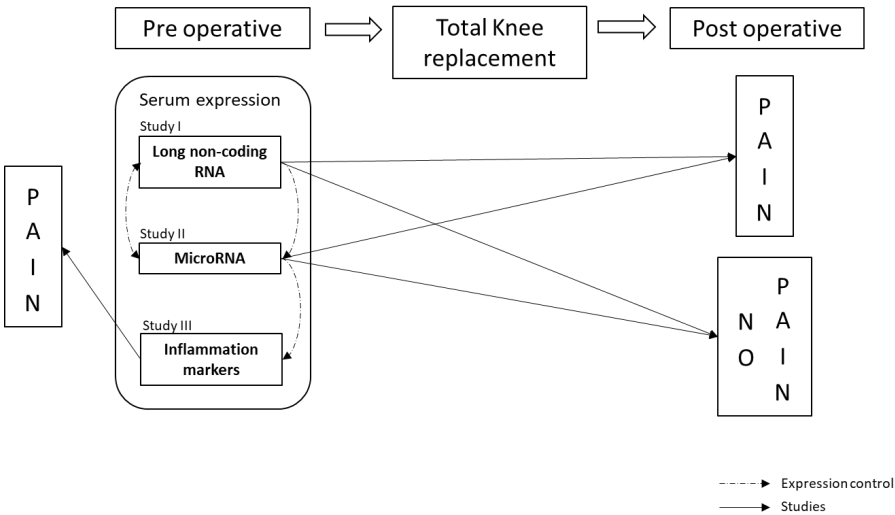 Pre operative
Total Knee
replacement
Post operative
Serum expression
Study I
Long non-coding
RNA
Study II
MicroRNA
Study III
Inflammation
markers
P
A
I
N
P
A
I
N
N
O
P
A
I
N
Expression control
Studies